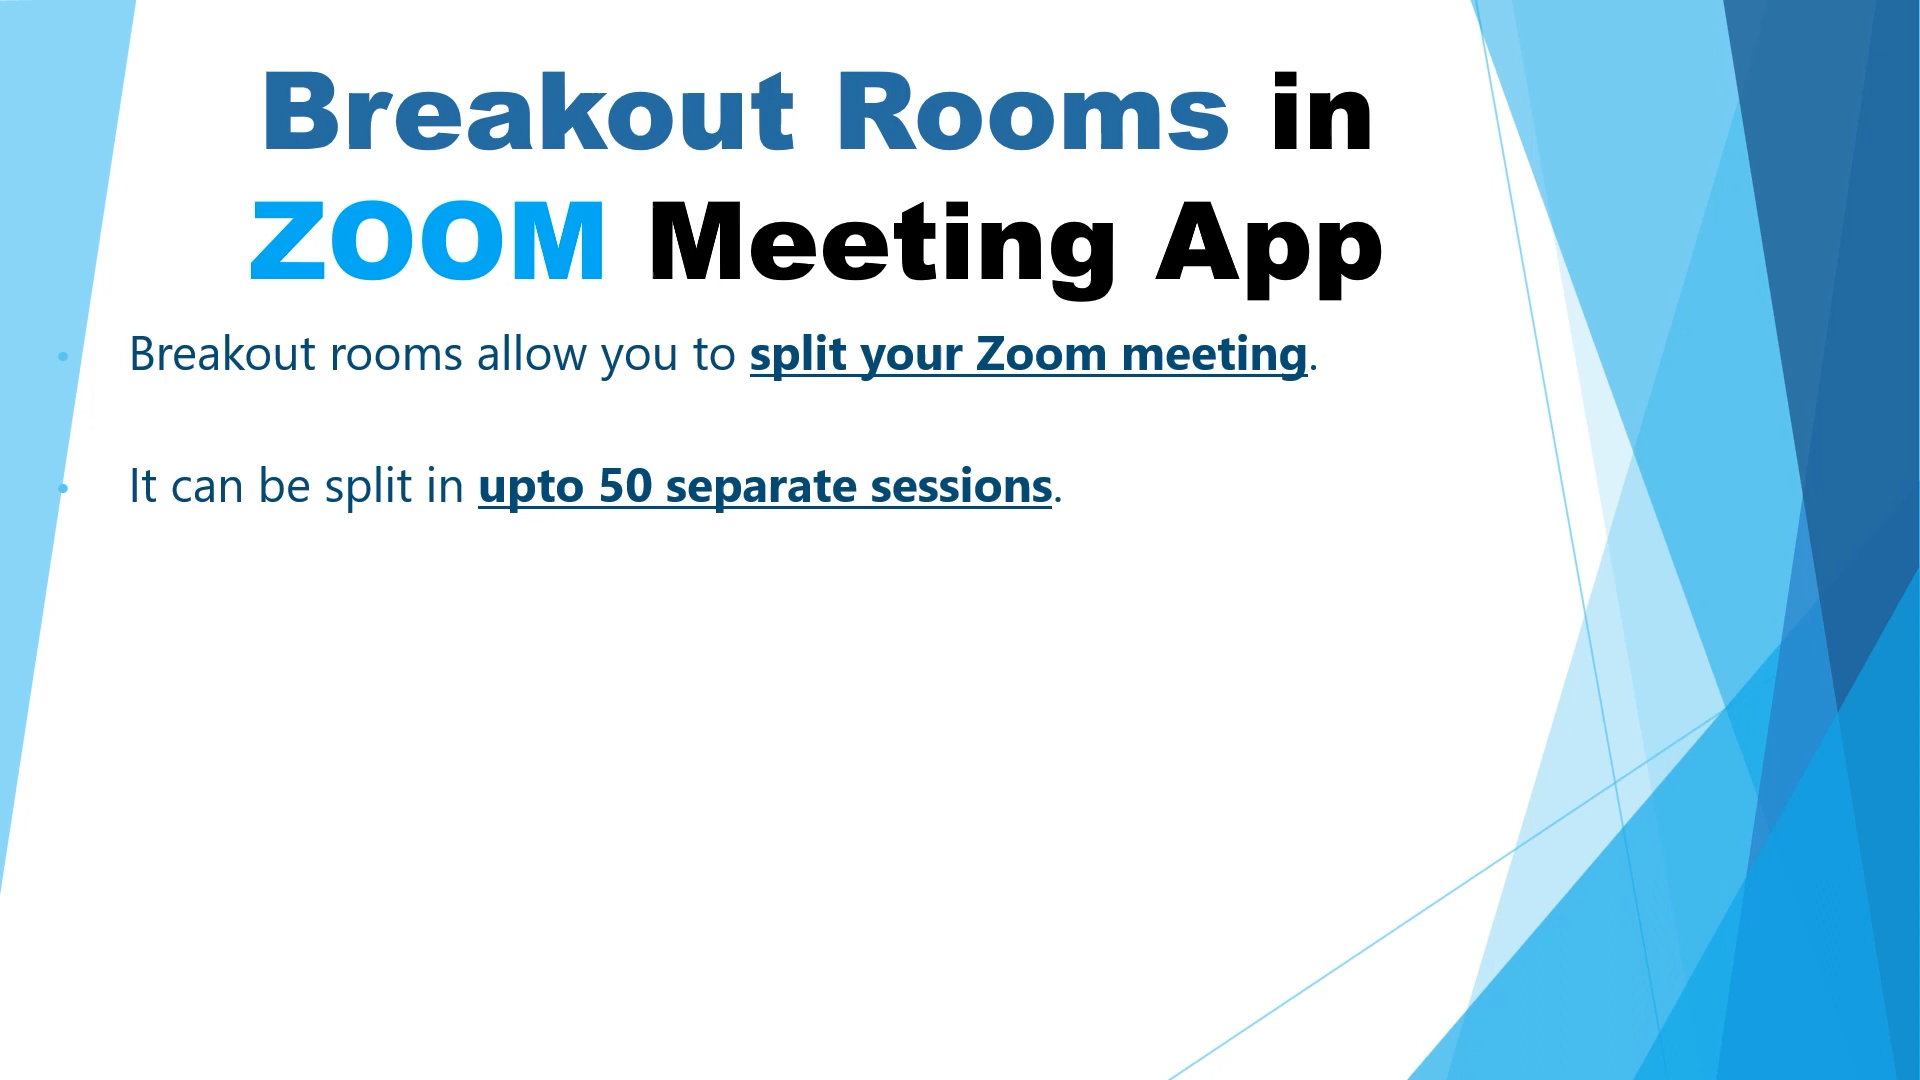 Breakout Rooms in
ZOOM Meeting App
• Breakout rooms allow you to split your Zoom meeting.
• It can be split in upto 50 separate sessions.